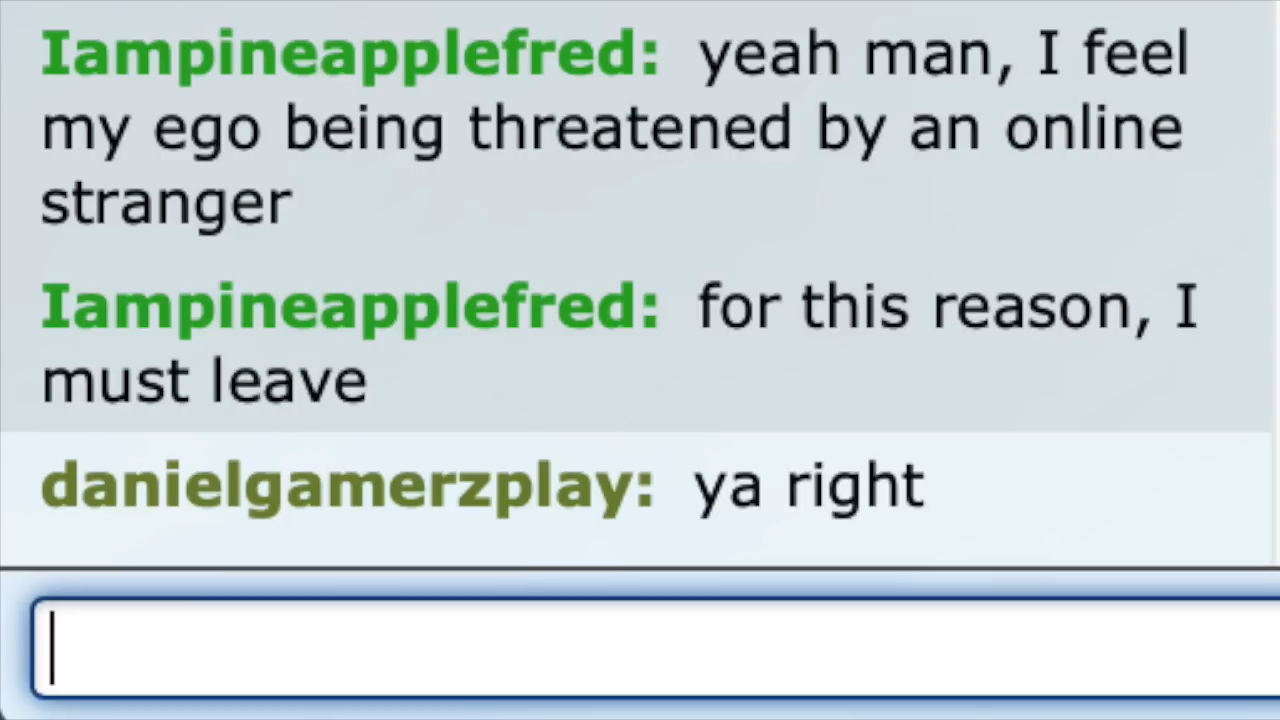 Iampineapplefred: yeah man, I feel
my ego being threatened by an online
stranger
Iampineapplefred: for this reason, I
must leave
danielgamerzplay: ya right